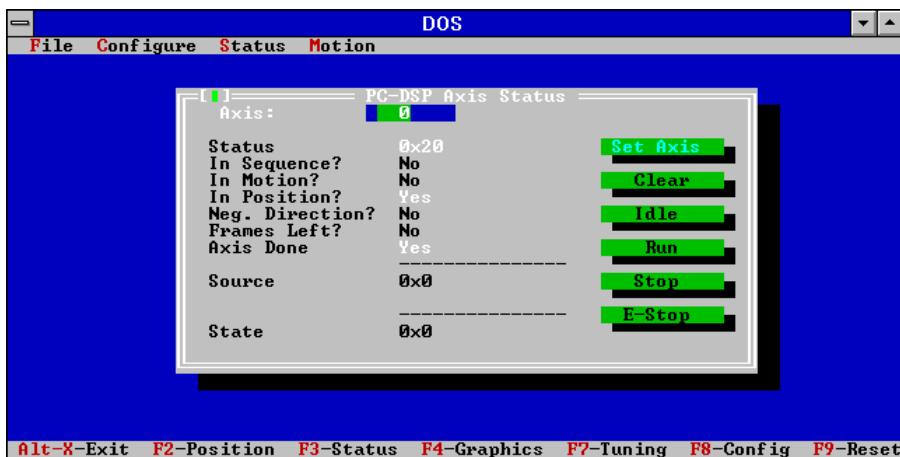 DOS
File Configure Status Motion
[ ] PC-DSP Axis Status
Axis: 0
Status 0x20 Set Axis
In Sequence? No
In Motion? No Clear
In Position? Yes
Neg. Direction? No Idle
Frames Left? No
Axis Done Yes Run
Source 0x0 Stop
E-Stop
State 0x0
Alt-X-Exit F2-Position F3-Status F4-Graphics F7-Tuning F8-Config F9-Reset